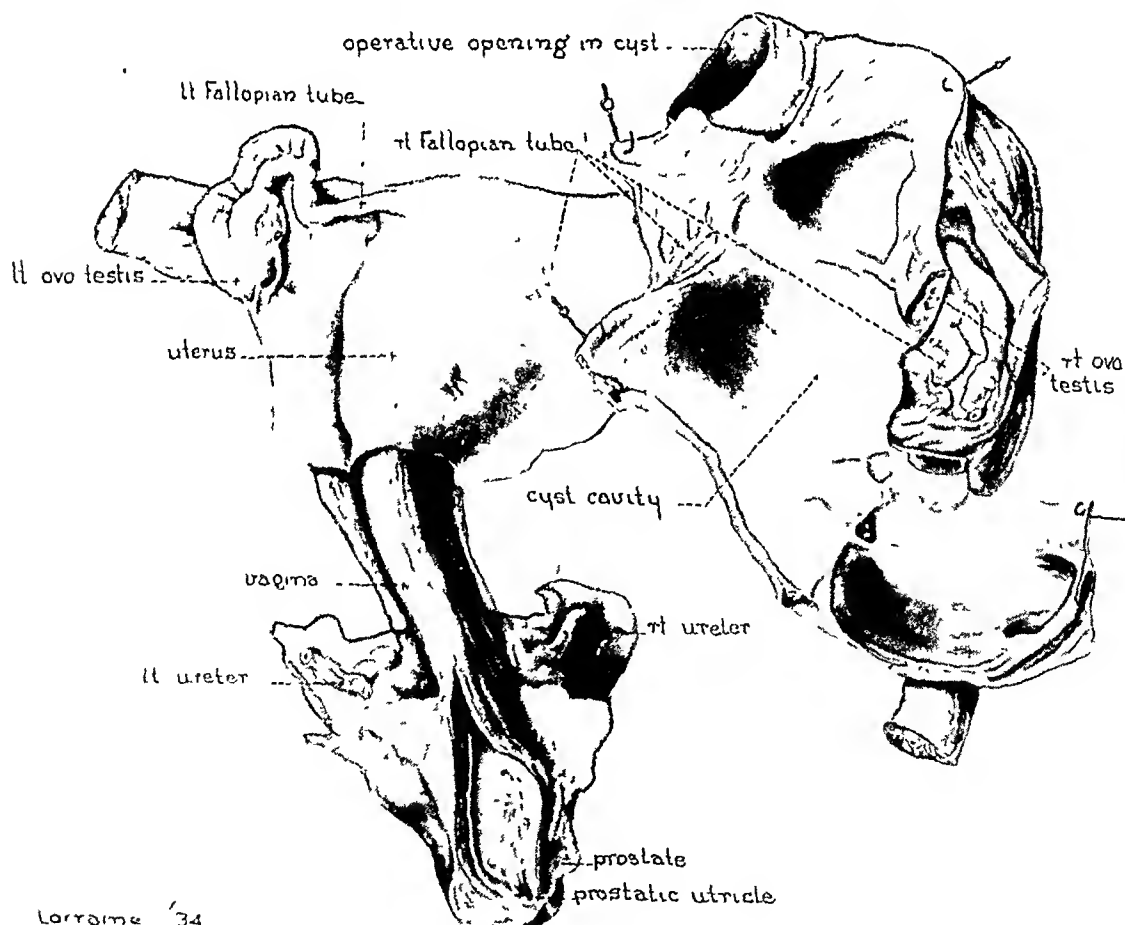 operative opening in cyst
lt Fallopian tube
rt Fallopian tube
lt ovo testis
uterus
rt ovo
testis
cyst cavity
vagina
rt ureter
lt ureter
prostate
prostatic utricle
Lorraine '34